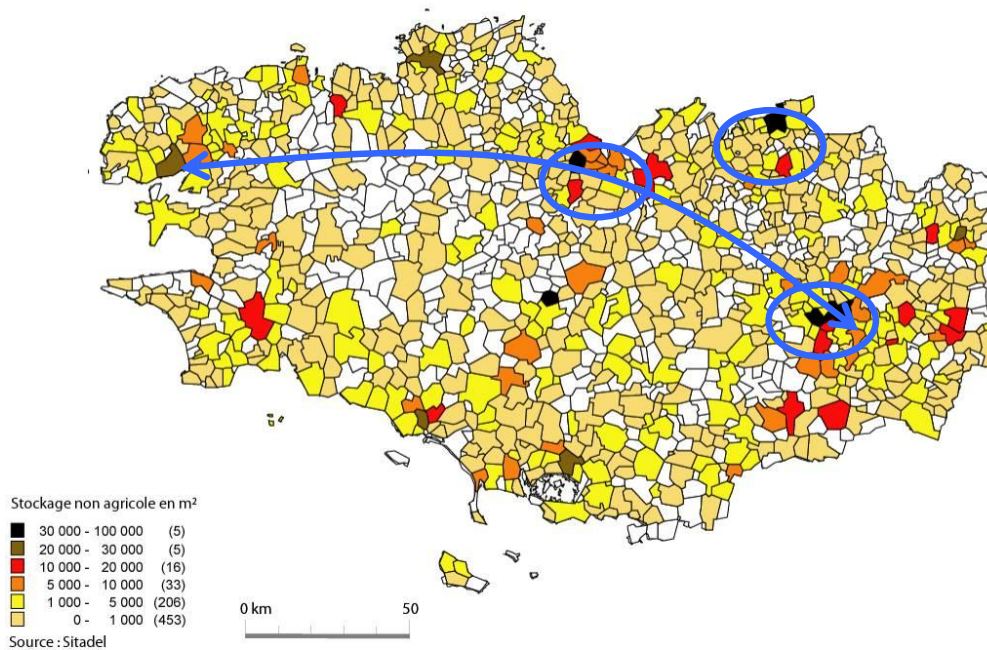 Stockage non agricole en m²
30 000 - 100 000 (5)
20 000 - 30 000 (5)
10 000 - 20 000 (16)
5 000 - 10 000 (33)
1 000 - 5 000 (206)
0 - 1 000 (453)
Source : Sitadel
0 km 50